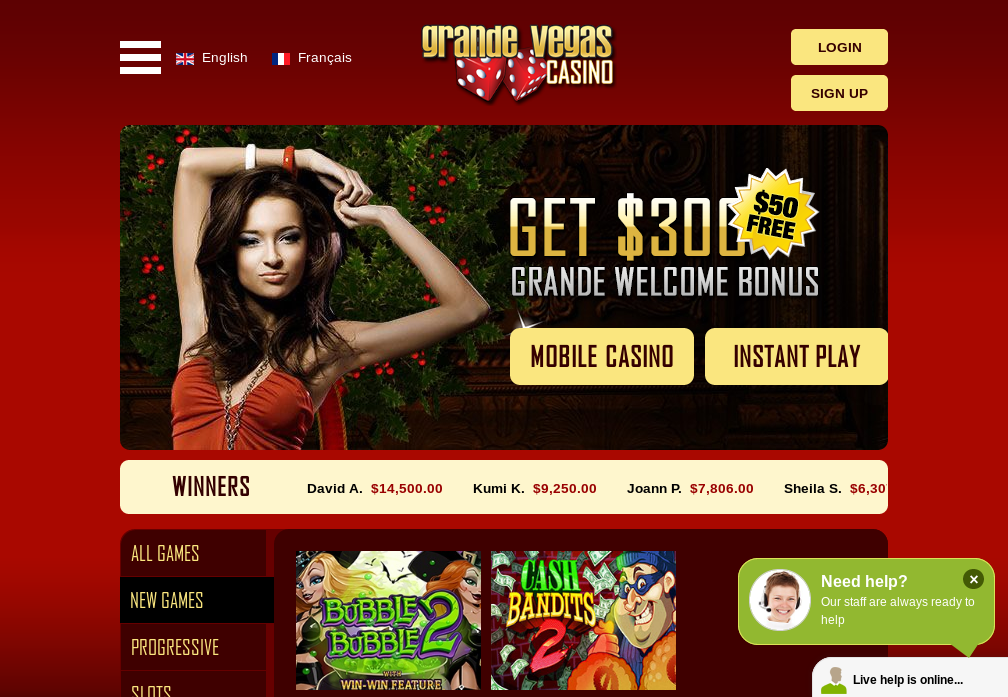 English
Français
grande vegas
CASINO
LOGIN
SIGN UP
GET $300
$50
FREE
GRANDE WELCOME BONUS
MOBILE CASINO
INSTANT PLAY
WINNERS
David A. $14,500.00
Kumi K. $9,250.00
Joann P. $7,806.00
Sheila S. $6,30
ALL GAMES
NEW GAMES
PROGRESSIVE
SLOTS
BUBBLE
BUBBLE 2
WITH
WIN-WIN FEATURE
CASH
BANDITS
2
Need help?
Our staff are always ready to
help
Live help is online...